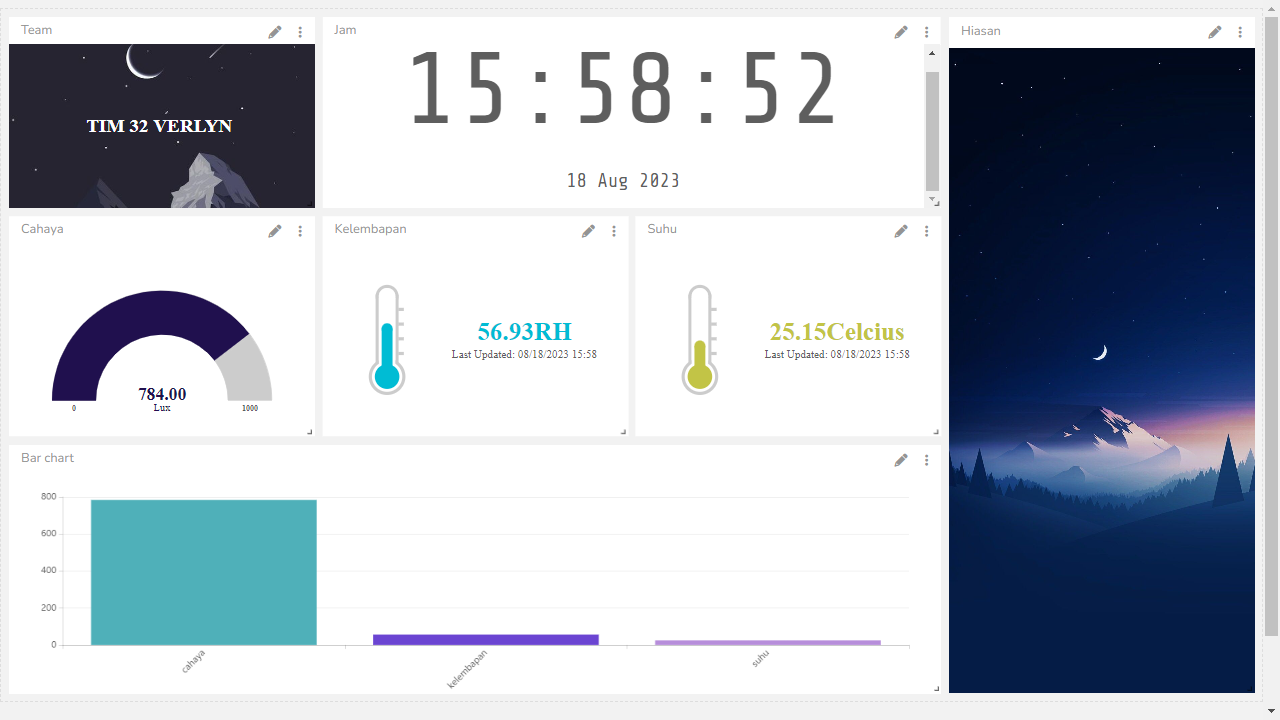 Team
Jam
Hiasan
TIM 32 VERLYN
15:58:52
18 Aug 2023
Cahaya
Kelembapan
Suhu
784.00
Lux
0
1000
56.93RH
Last Updated: 08/18/2023 15:58
25.15Celcius
Last Updated: 08/18/2023 15:58
Bar chart
800
600
400
200
0
cahaya
kelembapan
suhu